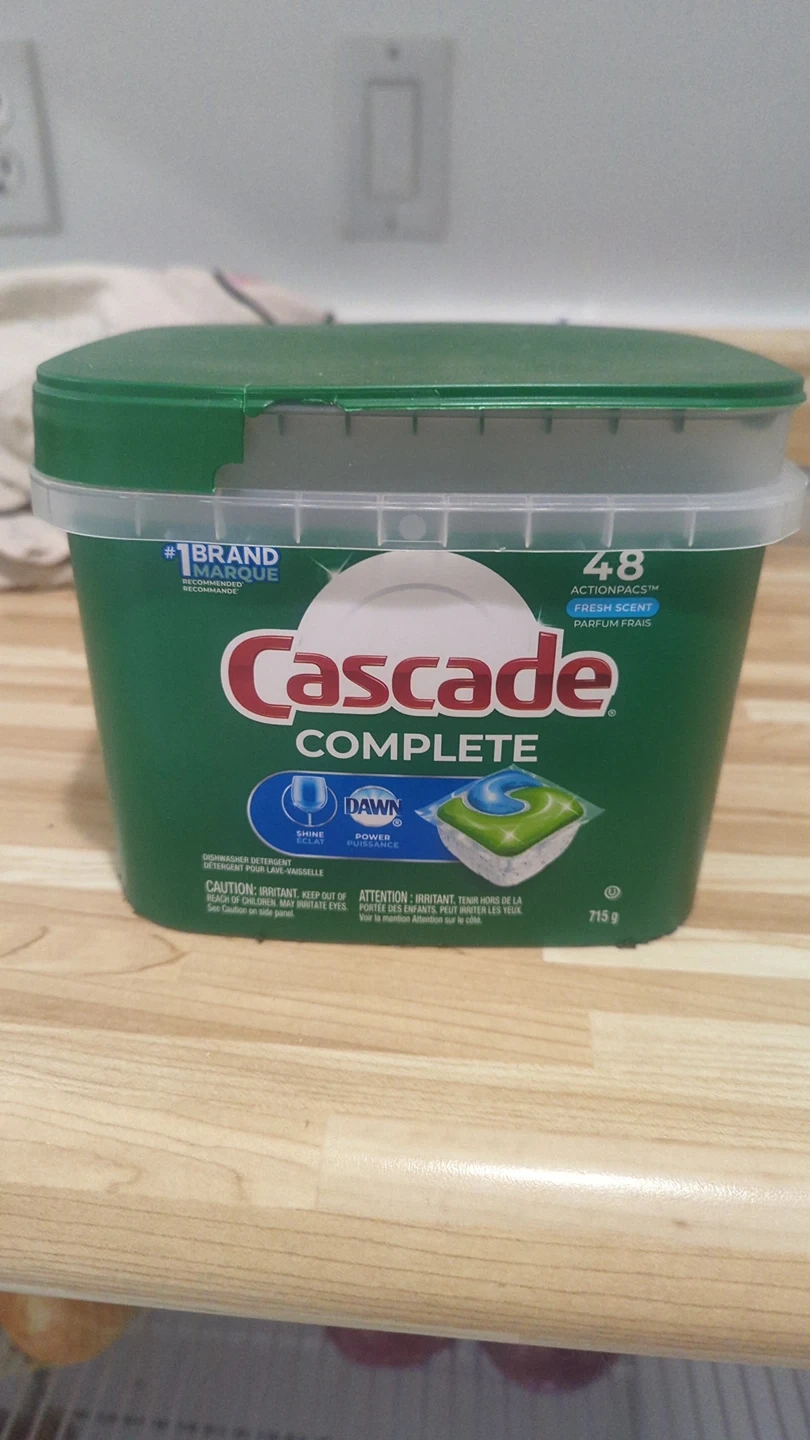 #1 BRAND
MARQUE
RECOMMENDED*
RECOMMANDÉ*
48
ACTIONPACS™
FRESH SCENT
PARFUM FRAIS
Cascade®
COMPLETE
SHINE
ÉCLAT
DAWN®
POWER
PUISSANCE
DISHWASHER DETERGENT
DÉTERGENT POUR LAVE-VAISSELLE
CAUTION: IRRITANT. KEEP OUT OF
REACH OF CHILDREN. MAY IRRITATE EYES.
See Caution on side panel.
ATTENTION : IRRITANT. TENIR HORS DE LA
PORTÉE DES ENFANTS. PEUT IRRITER LES YEUX.
Voir la mention Attention sur le côté.
U
715 g